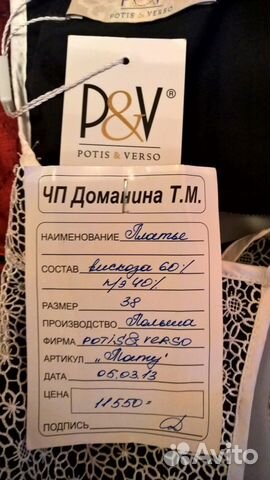 P&V
POTIS & VERSO
P&V®
POTIS & VERSO
ЧП Доманина Т.М.
НАИМЕНОВАНИЕ Платье
СОСТАВ вискоза 60%
п/э 40%
РАЗМЕР 38
ПРОИЗВОДСТВО Польша
ФИРМА POTIS & VERSO
АРТИКУЛ
ДАТА 05.03.13
ЦЕНА 11550=
ПОДПИСЬ
Avito